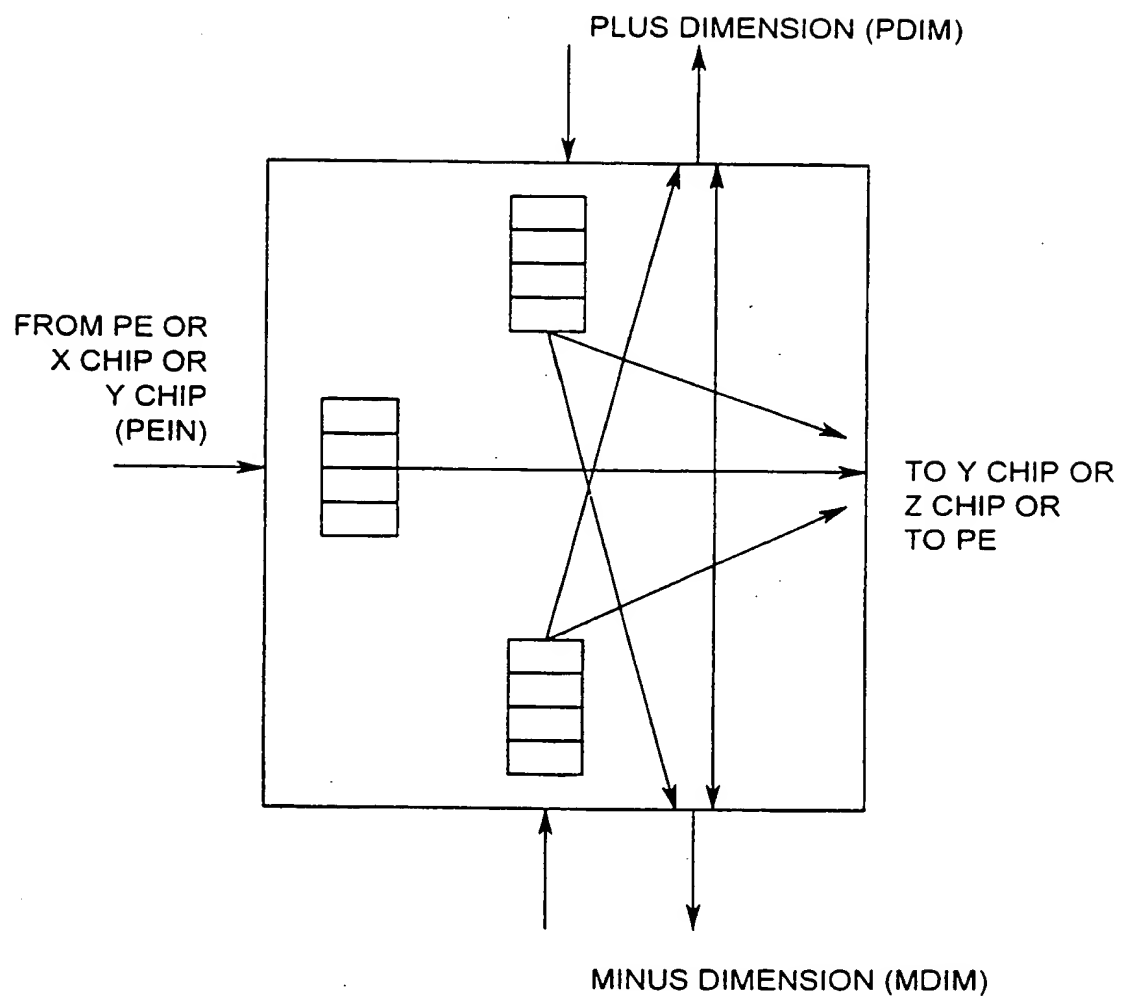 PLUS DIMENSION (PDIM)
FROM PE OR
X CHIP OR
Y CHIP
(PEIN)
TO Y CHIP OR
Z CHIP OR
TO PE
MINUS DIMENSION (MDIM)